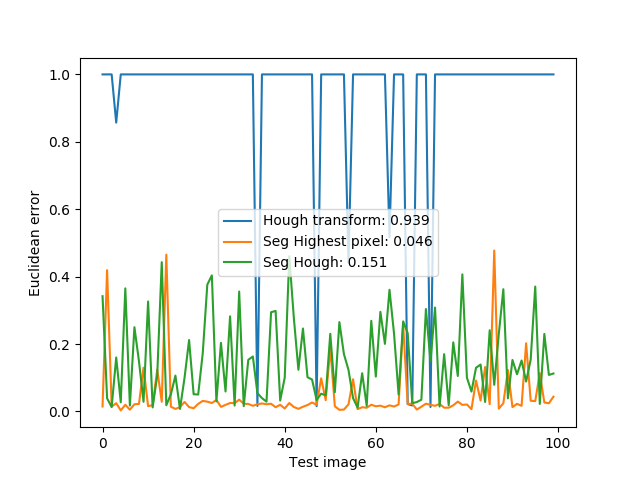 1.0
0.8
0.6
0.4
0.2
0.0
Euclidean error
Hough transform: 0.939
Seg Highest pixel: 0.046
Seg Hough: 0.151
0 20 40 60 80 100
Test image